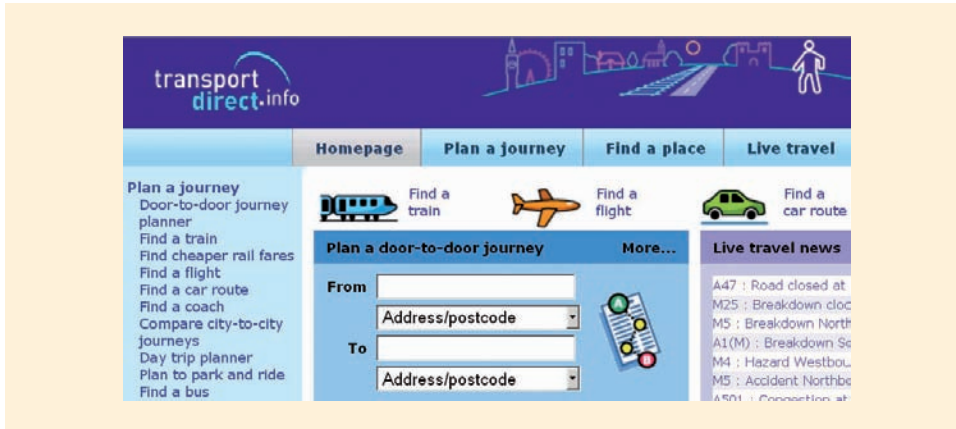 transport
direct.info
Homepage
Plan a journey
Find a place
Live travel
Plan a journey
Door-to-door journey
planner
Find a train
Find cheaper rail fares
Find a flight
Find a car route
Find a coach
Compare city-to-city
journeys
Day trip planner
Plan to park and ride
Find a bus
Find a
train
Find a
flight
Find a
car route
Plan a door-to-door journey More...
From
Address/postcode
To
Address/postcode
A
B
Live travel news
A47 : Road closed at
M25 : Breakdown
M5 : Breakdown North
A1(M) : Breakdown
M4 : Hazard
M5 : Accident
A501 : Congestion at